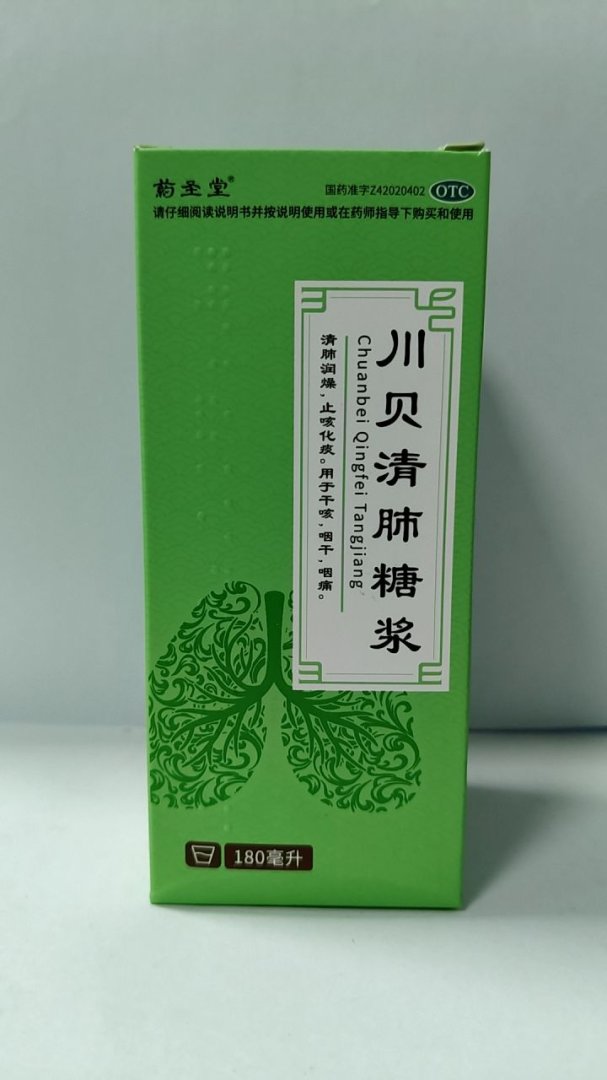 药圣堂®
国药准字Z42020402 OTC
请仔细阅读说明书并按说明使用或在药师指导下购买和使用
川贝清肺糖浆
Chuanbei Qingfei Tangjiang
清肺润燥，止咳化痰。用于干咳，咽干，咽痛。
180毫升